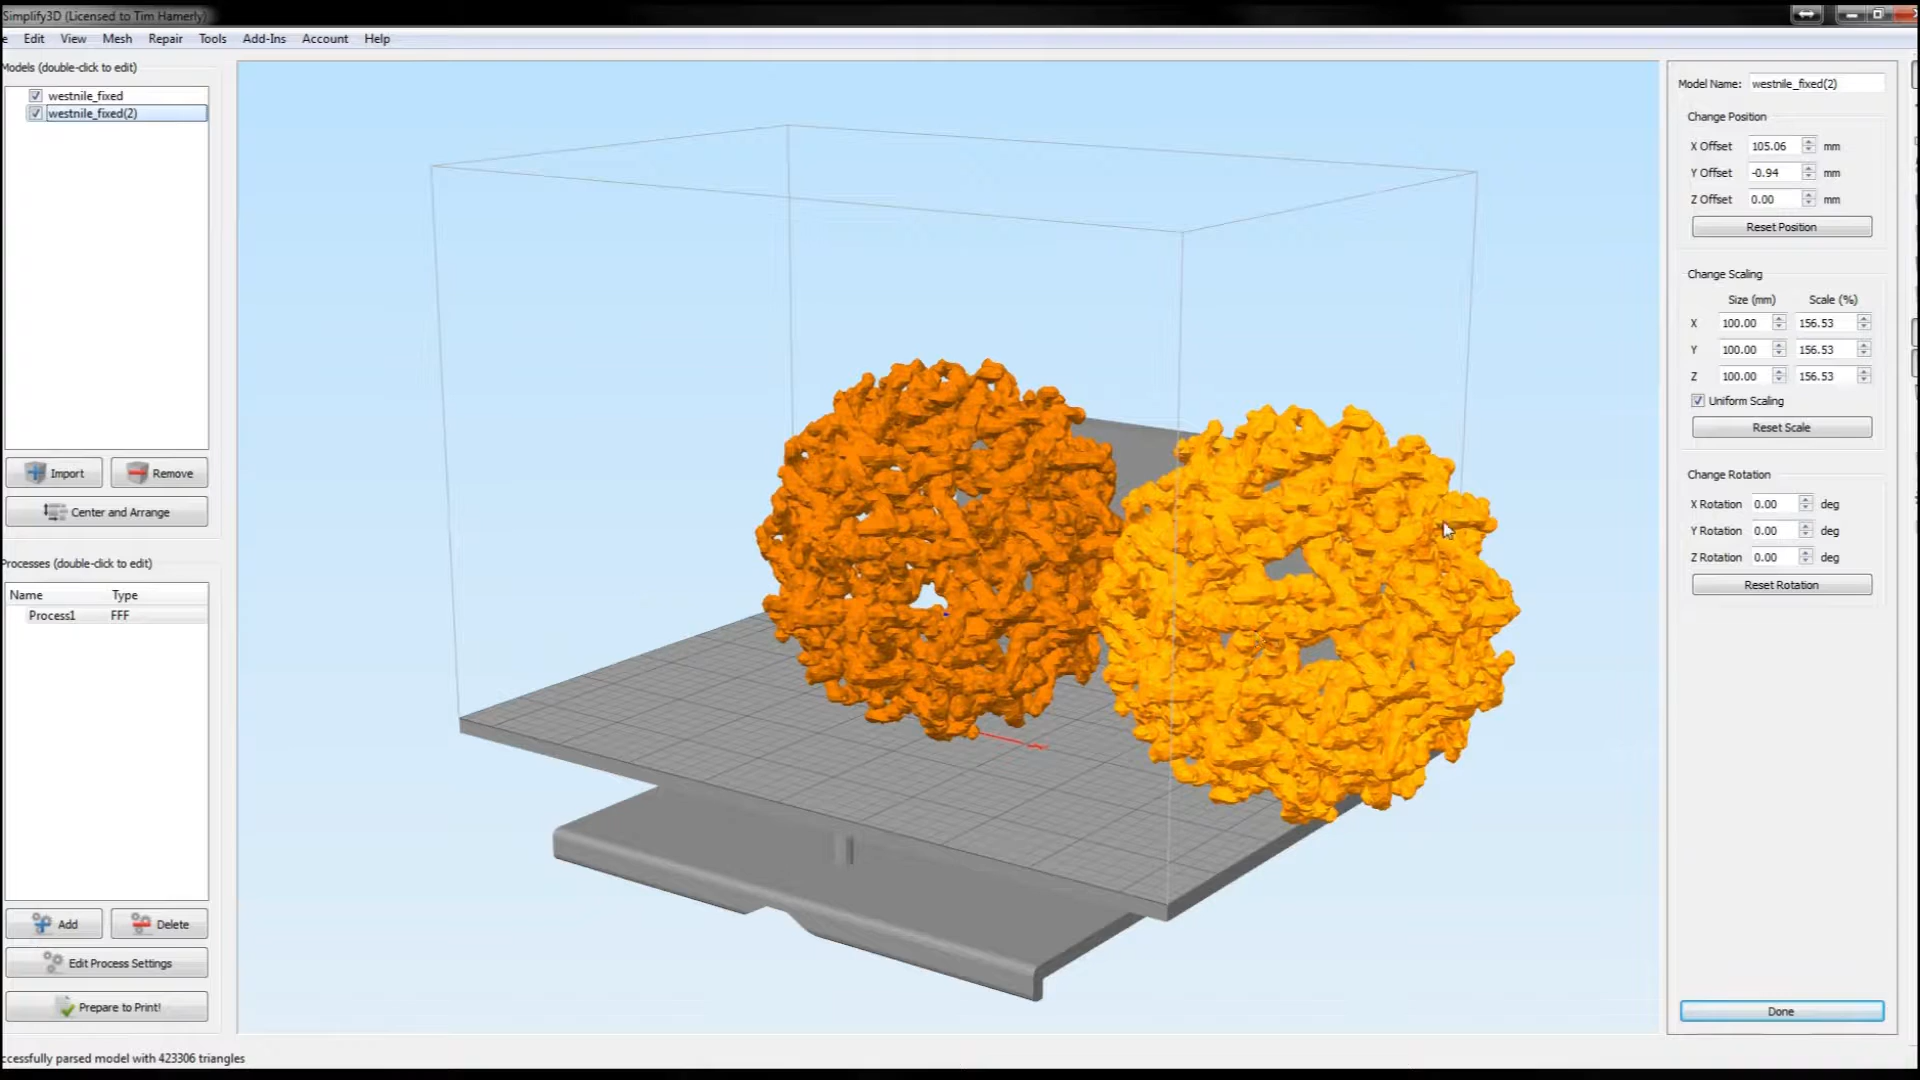 Simplify3D (Licensed to Tim Hamerly)
e Edit View Mesh Repair Tools Add-Ins Account Help
Models (double-click to edit)
westnile_fixed
westnile_fixed(2)
Import Remove
Center and Arrange
Processes (double-click to edit)
Name Type
Process1 FFF
Add Delete
Edit Process Settings
Prepare to Print!
ccessfully parsed model with 423306 triangles
Model Name: westnile_fixed(2)
Change Position
X Offset 105.06 mm
Y Offset -0.94 mm
Z Offset 0.00 mm
Reset Position
Change Scaling
Size (mm) Scale (%)
X 100.00 156.53
Y 100.00 156.53
Z 100.00 156.53
Uniform Scaling
Reset Scale
Change Rotation
X Rotation 0.00 deg
Y Rotation 0.00 deg
Z Rotation 0.00 deg
Reset Rotation
Done